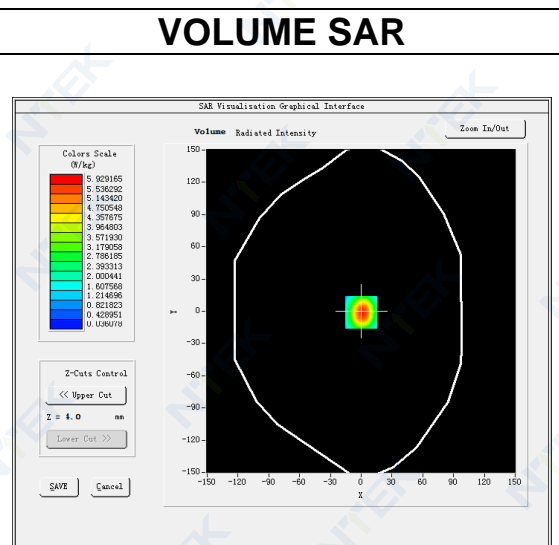 VOLUME SAR
SAR Visualisation Graphical Interface
Volume Radiated Intensity
Zoom In/Out
Colors Scale
(W/kg)
5.929165
5.536292
5.143420
4.750548
4.357675
3.964803
3.571930
3.179058
2.786185
2.393313
2.000441
1.607568
1.214696
0.821823
0.428951
0.036078
Z-Cuts Control
<< Upper Cut
Z = 4.0 mm
Lower Cut >>
SAVE Cancel
150
120
90
60
30
0
-30
-60
-90
-120
-150
Y
-150 -120 -90 -60 -30 0 30 60 90 120 150
X
NTEK